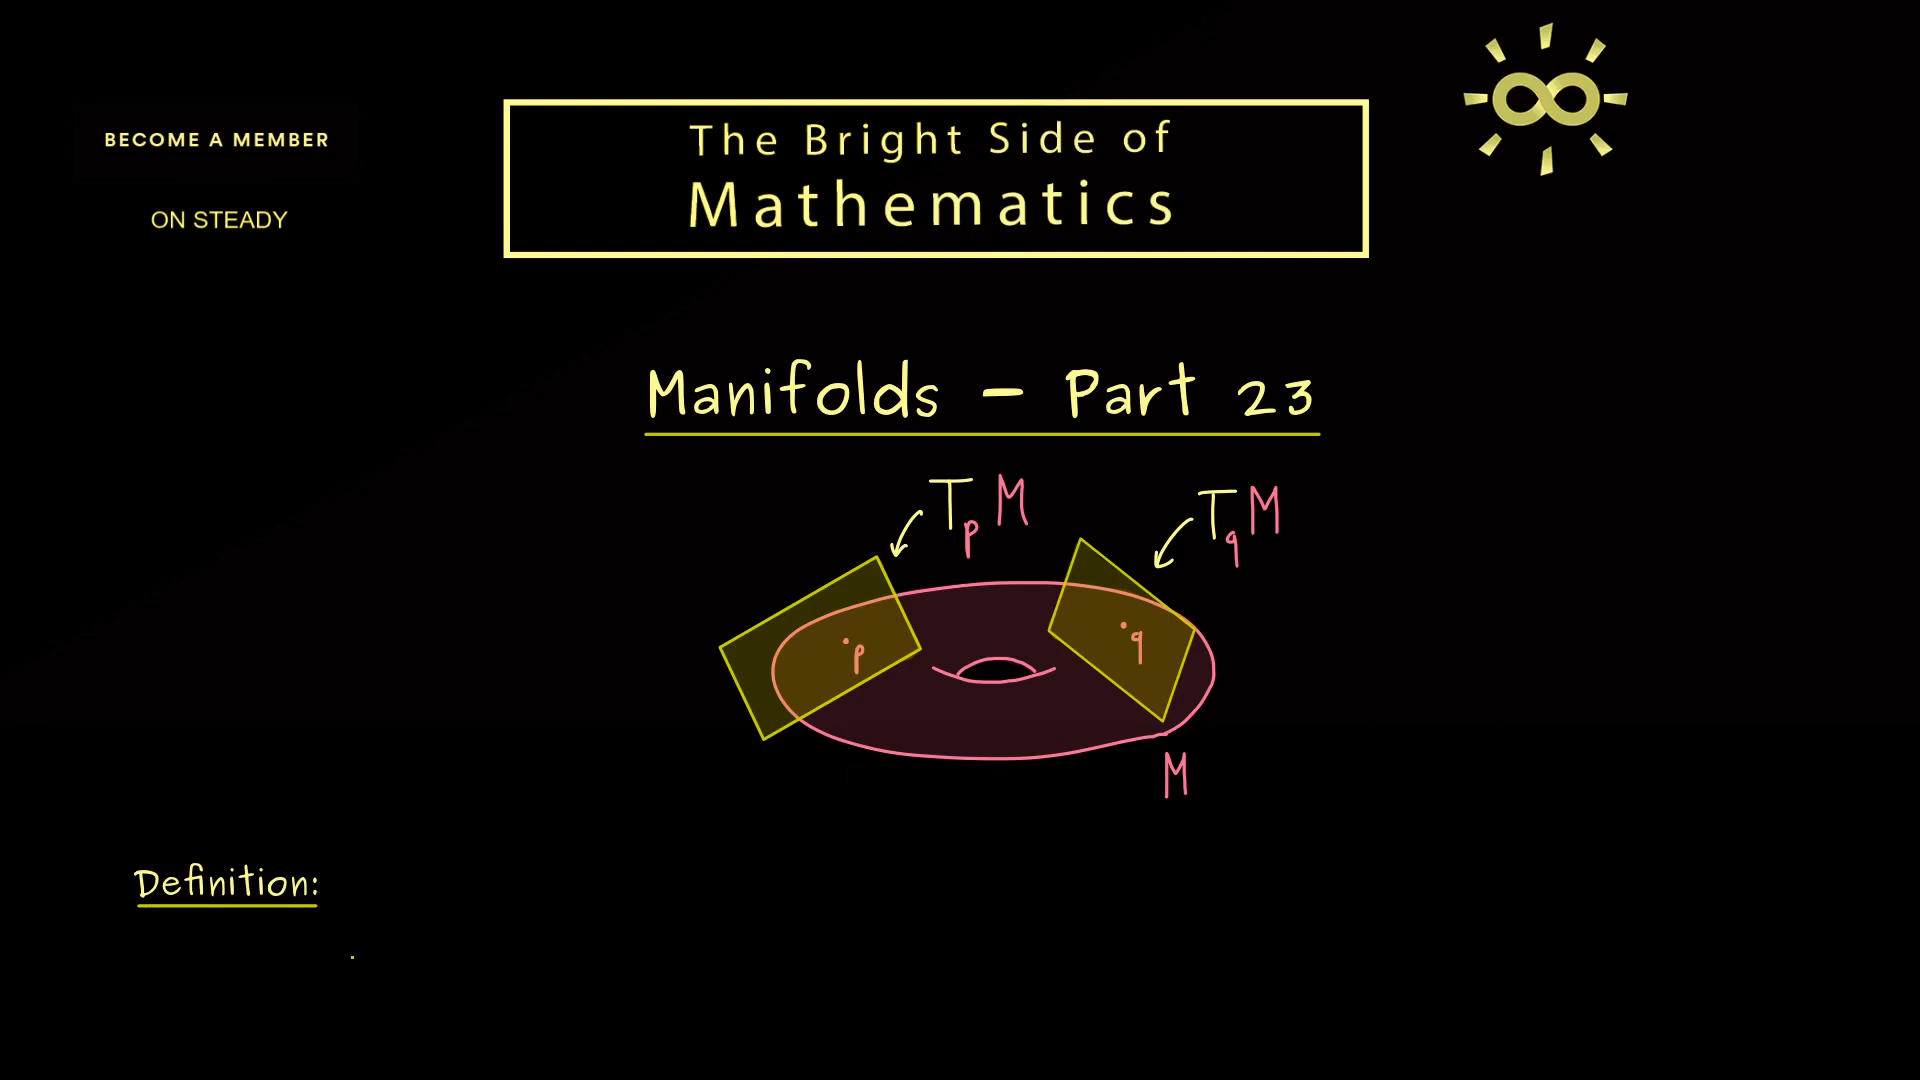 BECOME A MEMBER
ON STEADY
The Bright Side of
Mathematics
Manifolds – Part 23
TpM
TqM
p
q
M
Definition: